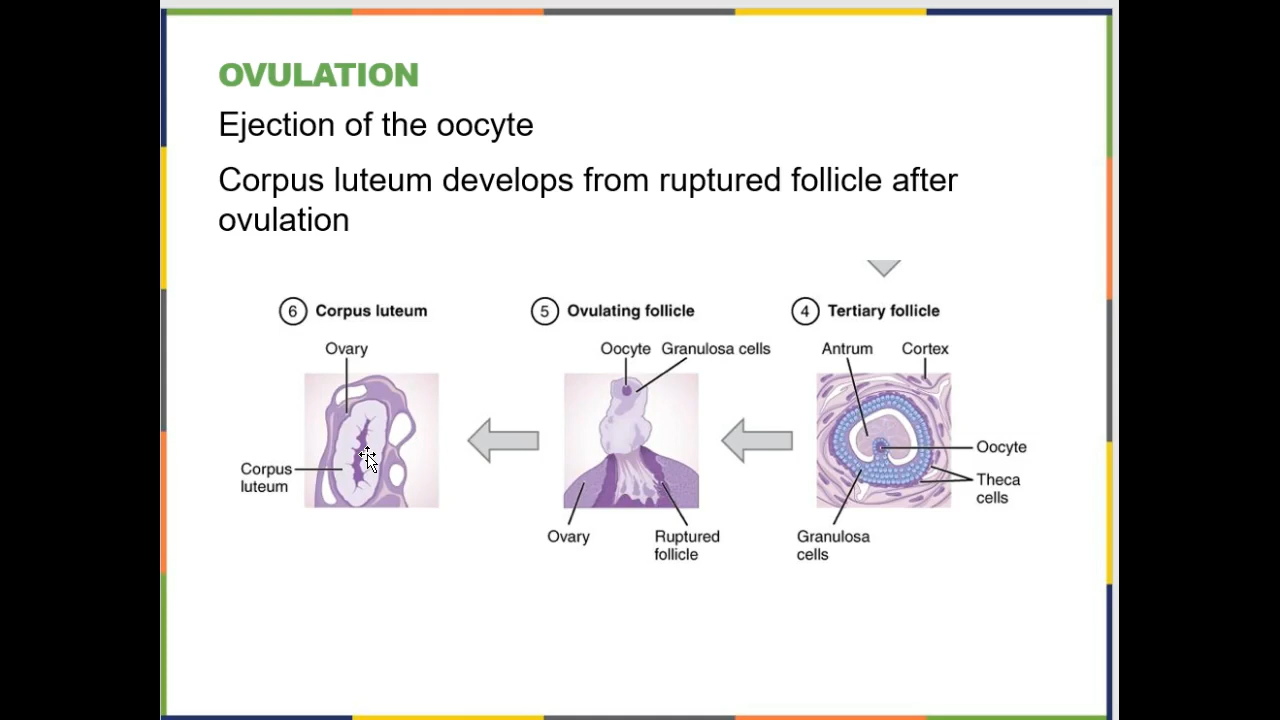 OVULATION
Ejection of the oocyte
Corpus luteum develops from ruptured follicle after
ovulation
6 Corpus luteum
Ovary
Corpus
luteum
5 Ovulating follicle
Oocyte Granulosa cells
Ovary
Ruptured
follicle
4 Tertiary follicle
Antrum Cortex
Oocyte
Theca
cells
Granulosa
cells